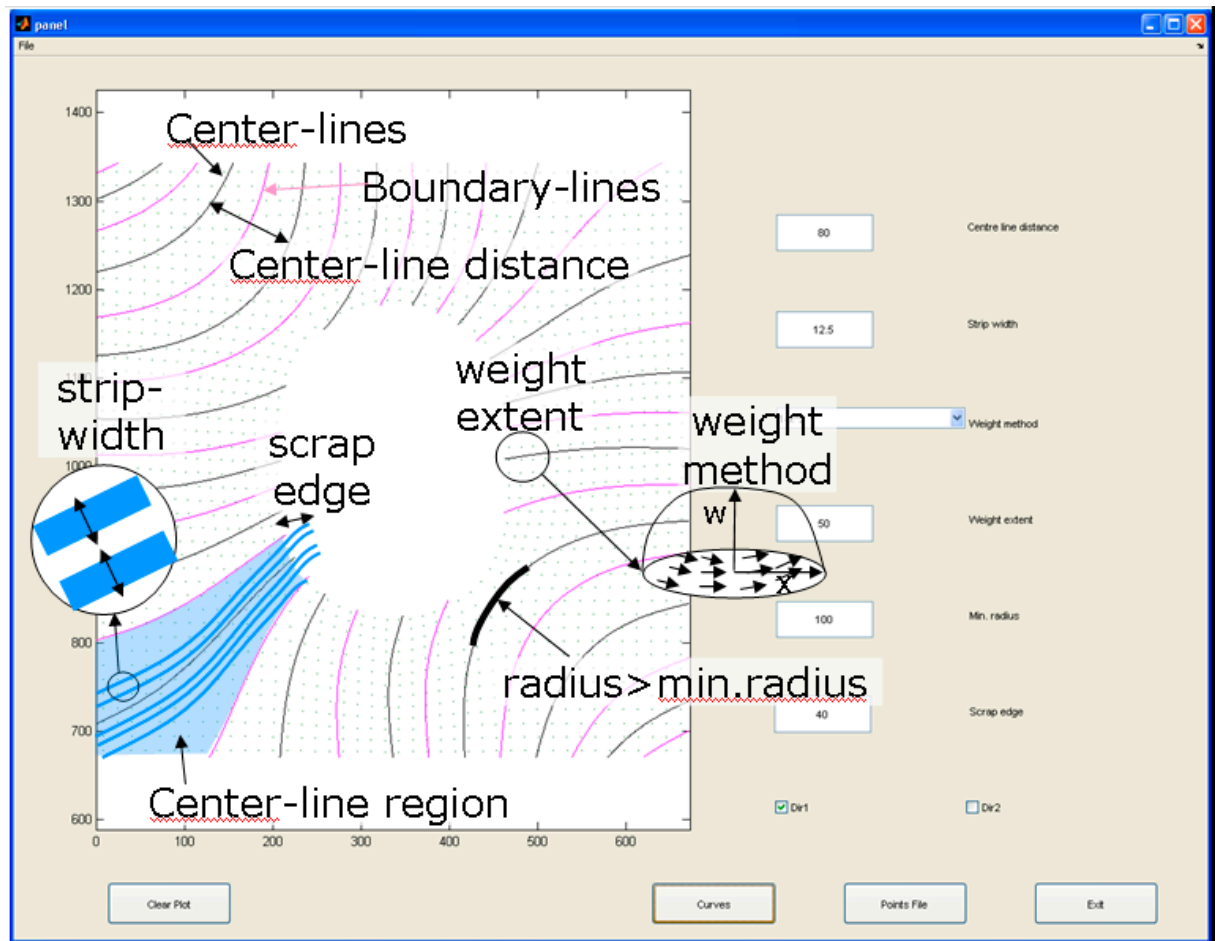 panel
File
1400
Center-lines
Boundary-lines
1300
80
Centre line distance
Center-line distance
1200
12.5
Strip width
weight
extent
strip-
width
1100
weight
method
Weight method
scrap
edge
1000
w
50
Weight extent
x
100
Min. radius
800
radius>min.radius
700
40
Scrap edge
Center-line region
Dir1
Dir2
600
0 100 200 300 400 500 600
Clear Plot
Curves
Points File
Exit